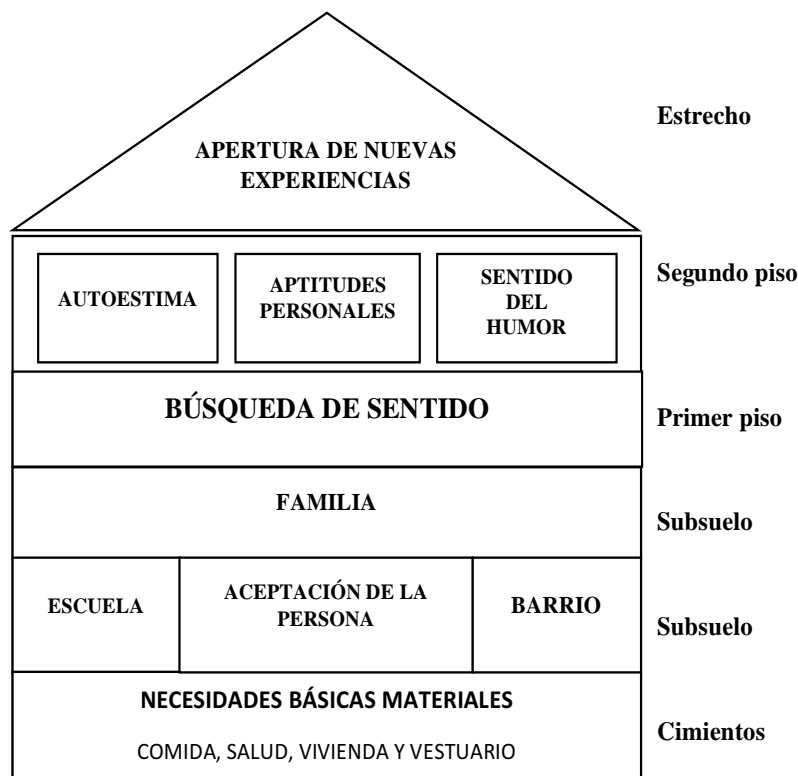 APERTURA DE NUEVAS
EXPERIENCIAS
Estrecho
AUTOESTIMA
APTITUDES
PERSONALES
SENTIDO
DEL
HUMOR
Segundo piso
BÚSQUEDA DE SENTIDO
Primer piso
FAMILIA
Subsuelo
ESCUELA
ACEPTACIÓN DE LA
PERSONA
BARRIO
Subsuelo
NECESIDADES BÁSICAS MATERIALES
COMIDA, SALUD, VIVIENDA Y VESTUARIO
Cimientos